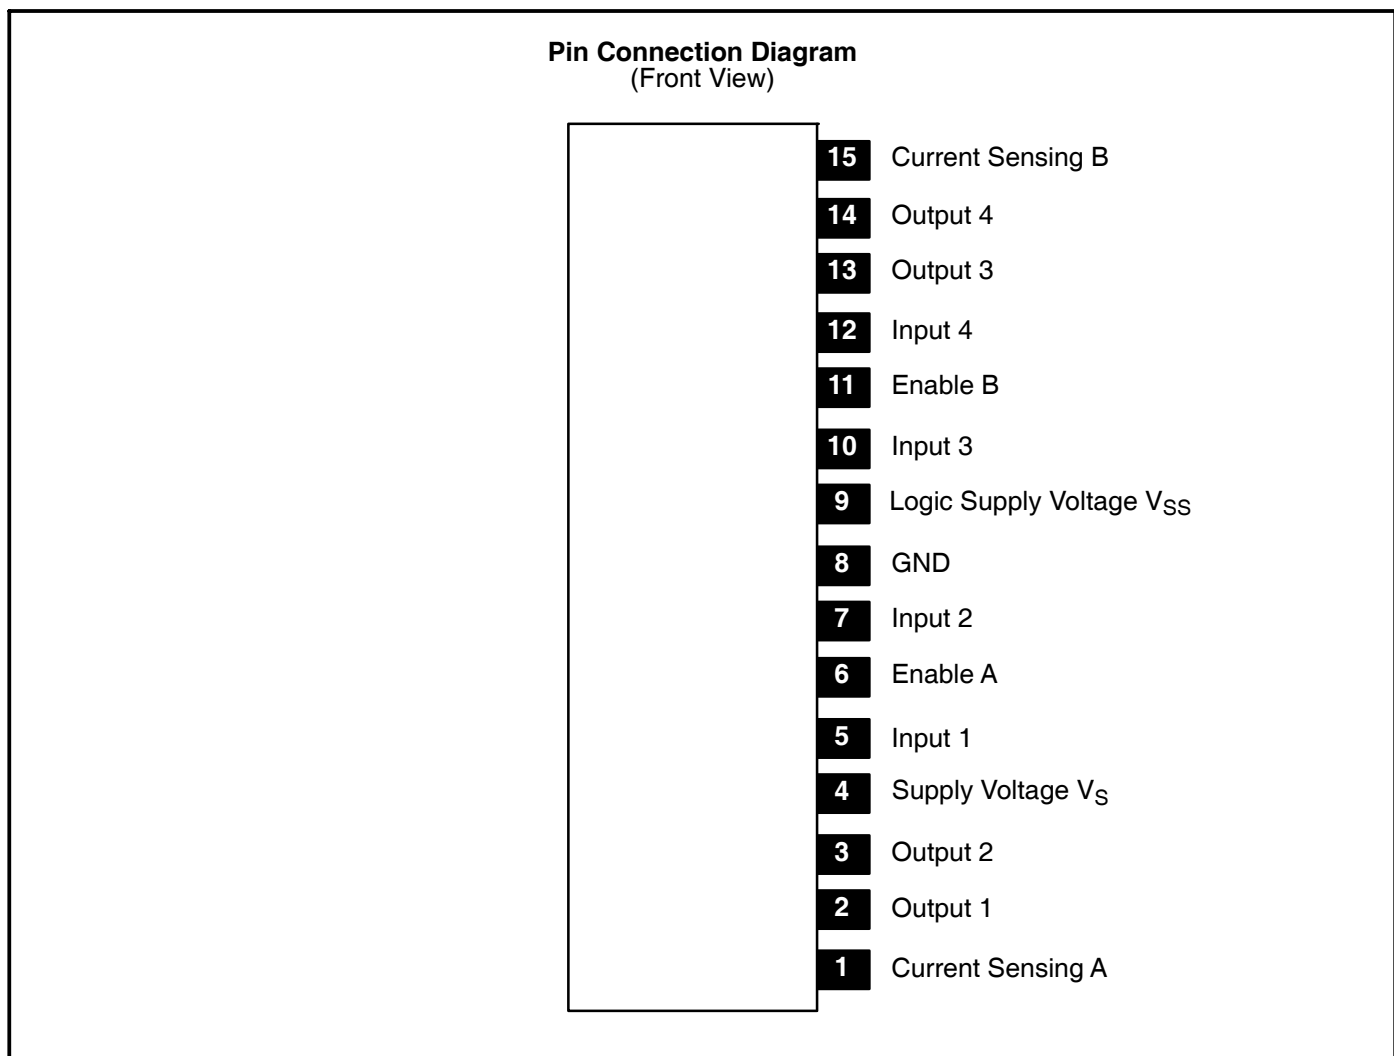 Pin Connection Diagram
(Front View)
15 Current Sensing B
14 Output 4
13 Output 3
12 Input 4
11 Enable B
10 Input 3
9 Logic Supply Voltage VSS
8 GND
7 Input 2
6 Enable A
5 Input 1
4 Supply Voltage VS
3 Output 2
2 Output 1
1 Current Sensing A